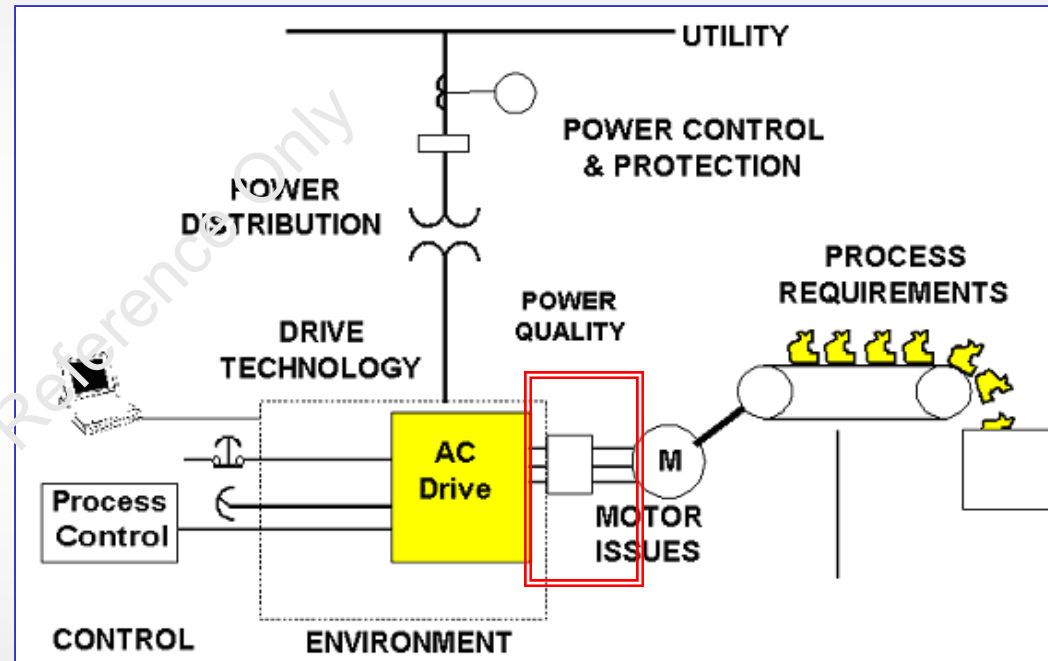 UTILITY
POWER CONTROL
& PROTECTION
POWER
DISTRIBUTION
PROCESS
REQUIREMENTS
POWER
QUALITY
DRIVE
TECHNOLOGY
AC
Drive
M
Process
Control
MOTOR
ISSUES
CONTROL
ENVIRONMENT
Reference Only